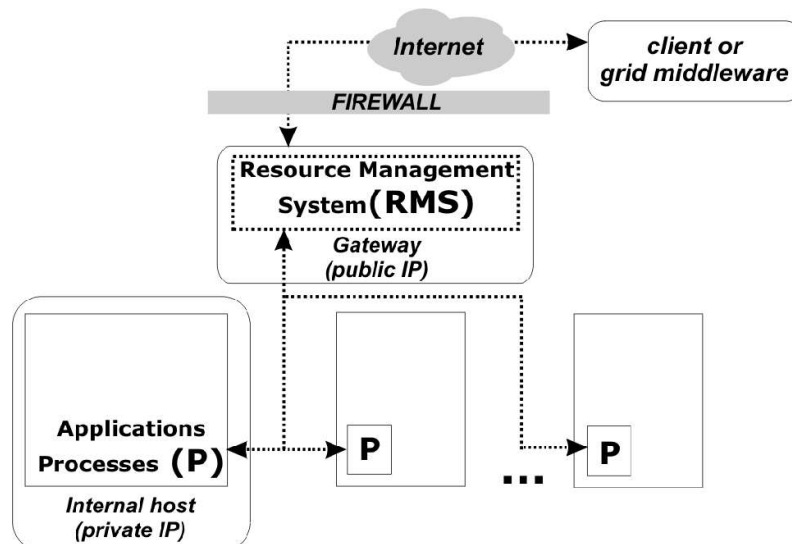 Internet
client or
grid middleware
FIREWALL
Resource Management
System(RMS)
Gateway
(public IP)
Applications
Processes (P)
P
...
P
Internal host
(private IP)